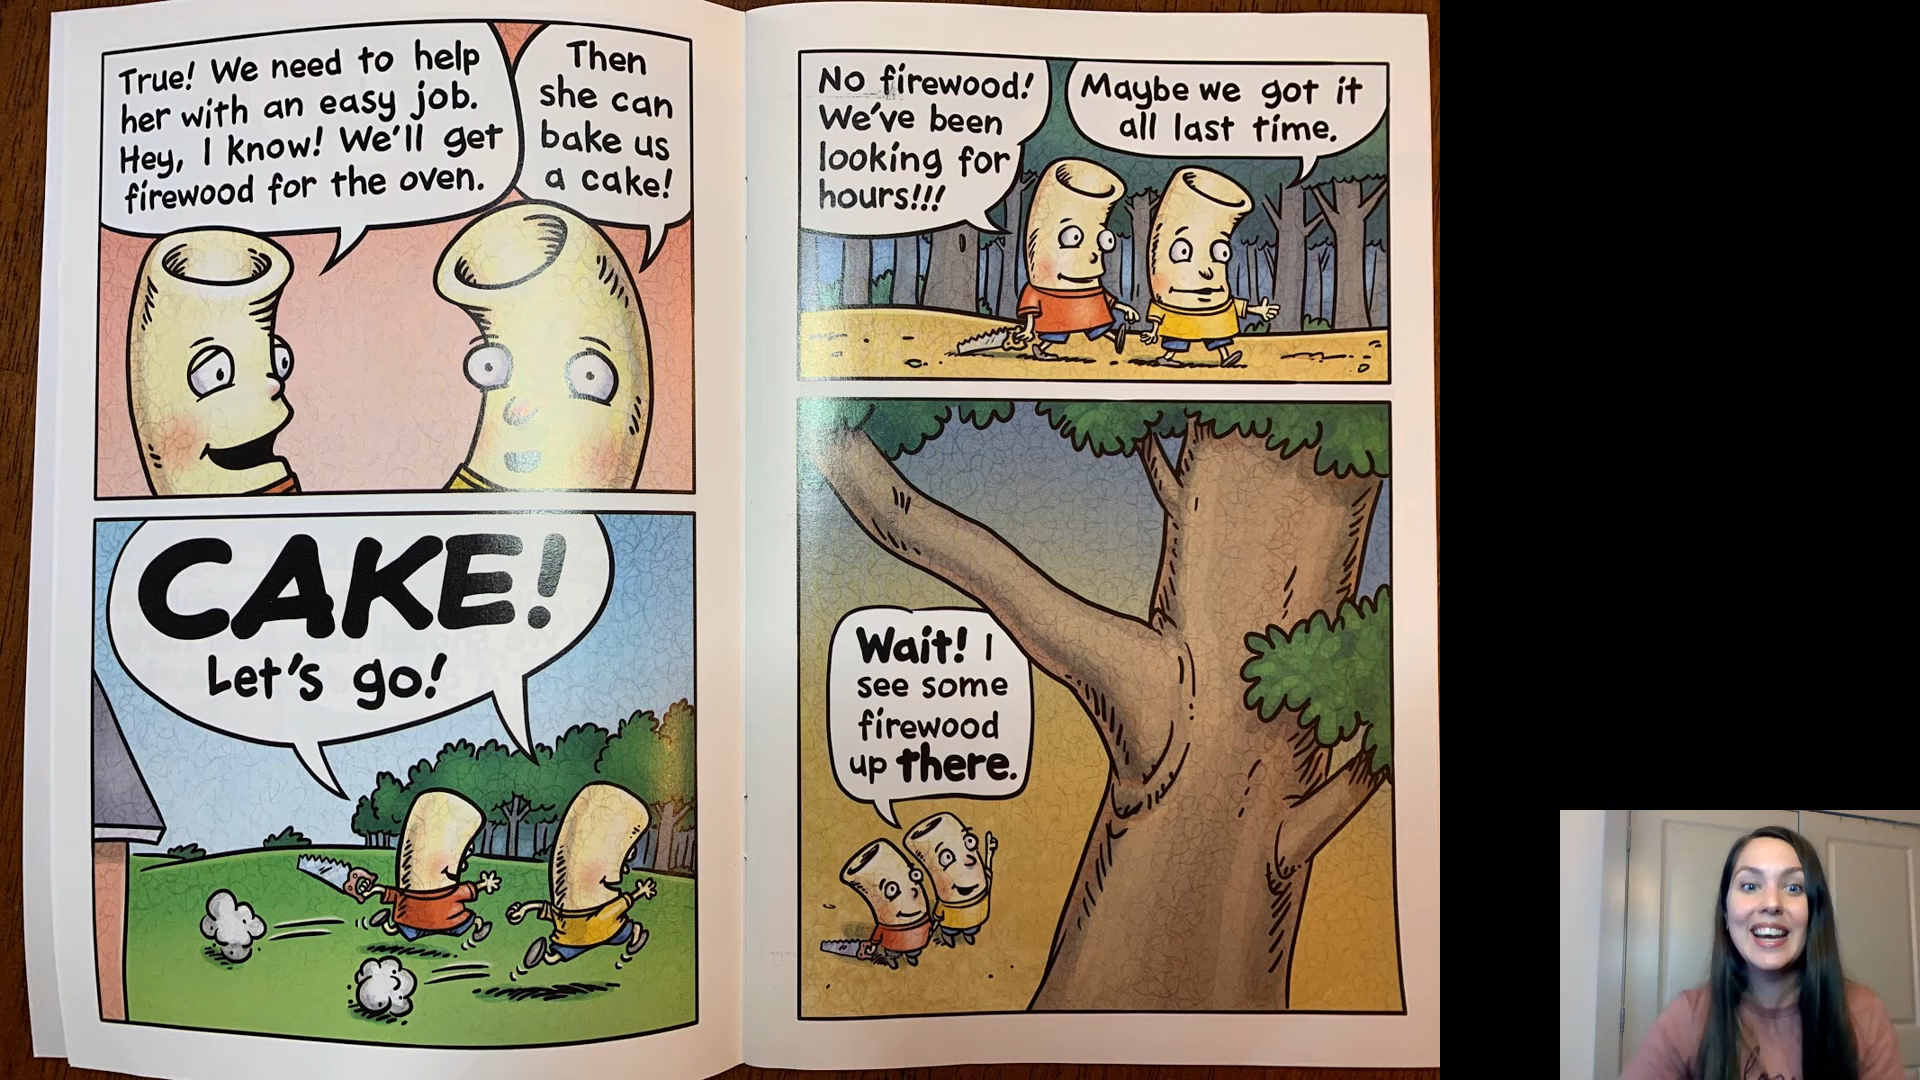 True! We need to help
her with an easy job.
Hey, I know! We'll get
firewood for the oven.
Then
she can
bake us
a cake!
CAKE!
Let's go!
No firewood!
We've been
looking for
hours!!!
Maybe we got it
all last time.
Wait! I
see some
firewood
up there.